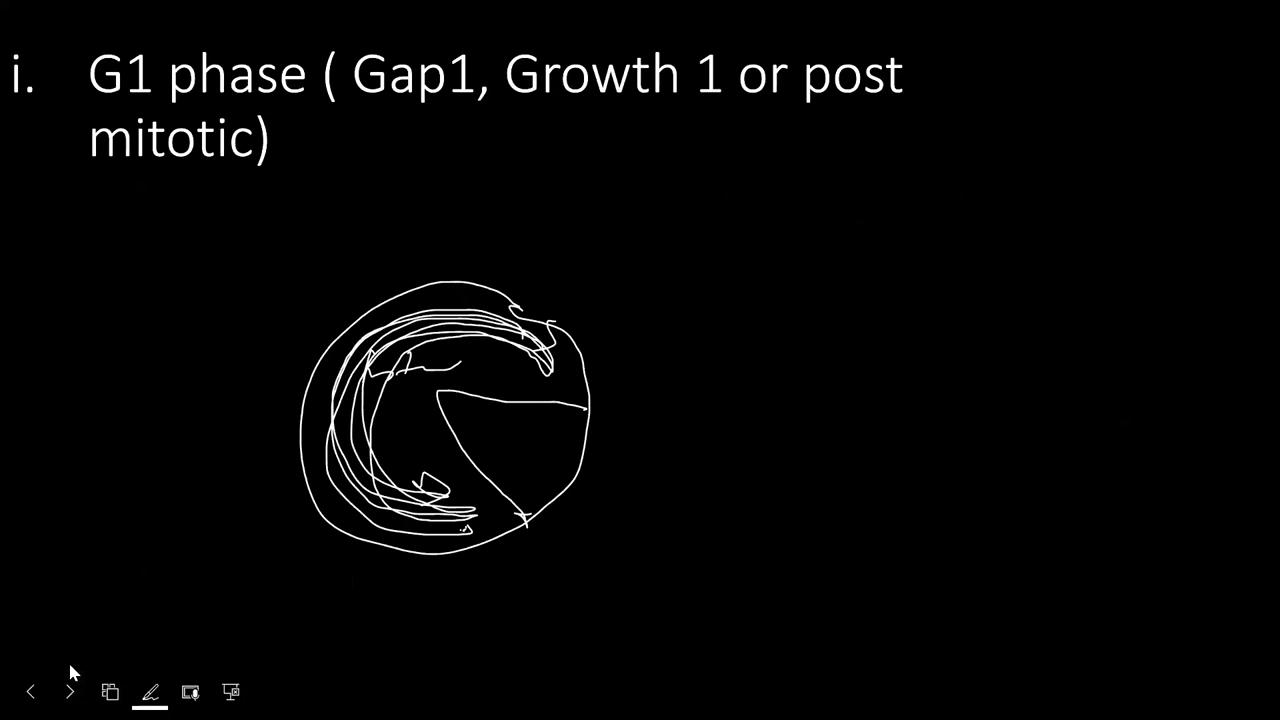 i. G1 phase ( Gap1, Growth 1 or post
mitotic)